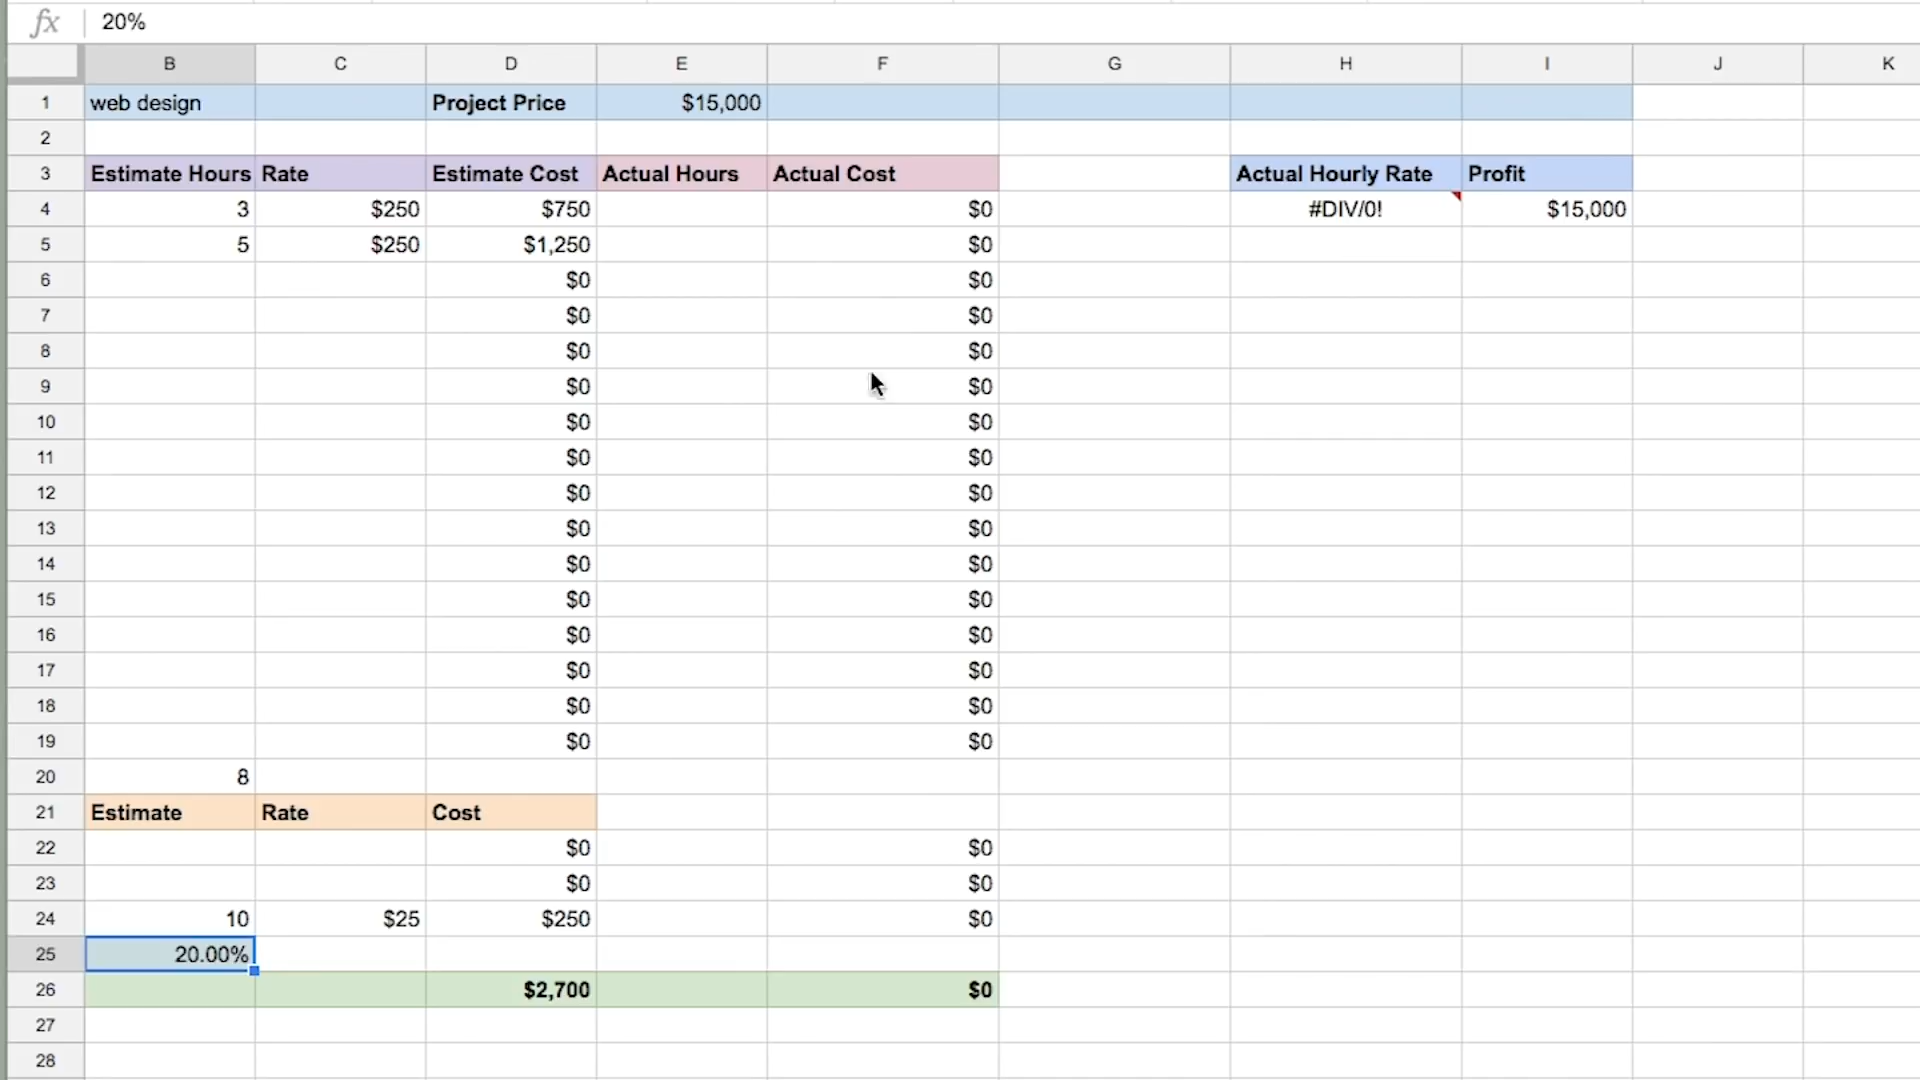 fx 20%
B C D E F G H I J K
1 web design Project Price $15,000
2
3 Estimate Hours Rate Estimate Cost Actual Hours Actual Cost Actual Hourly Rate Profit
4 3 $250 $750 $0 #DIV/0! $15,000
5 5 $250 $1,250 $0
6 $0 $0
7 $0 $0
8 $0 $0
9 $0 $0
10 $0 $0
11 $0 $0
12 $0 $0
13 $0 $0
14 $0 $0
15 $0 $0
16 $0 $0
17 $0 $0
18 $0 $0
19 $0 $0
20 8
21 Estimate Rate Cost
22 $0 $0
23 $0 $0
24 10 $25 $250 $0
25 20.00%
26 $2,700 $0
27
28